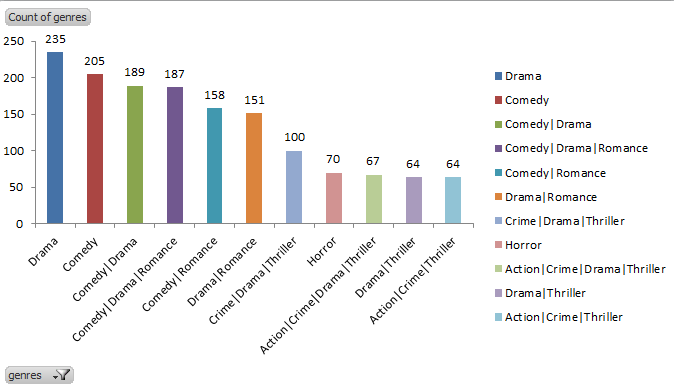 Count of genres
250
200
150
100
50
0
235
205
189
187
158
151
100
70
67
64
64
Drama
Comedy
Comedy|Drama
Comedy|Drama|Romance
Comedy|Romance
Drama|Romance
Crime|Drama|Thriller
Horror
Action|Crime|Drama|Thriller
Drama|Thriller
Action|Crime|Thriller
Drama
Comedy
Comedy|Drama
Comedy|Drama|Romance
Comedy|Romance
Drama|Romance
Crime|Drama|Thriller
Horror
Action|Crime|Drama|Thriller
Drama|Thriller
Action|Crime|Thriller
genres